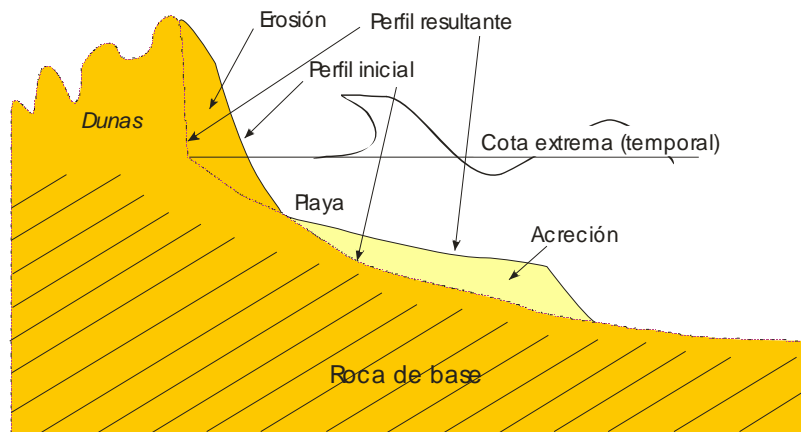 Erosión
Perfil resultante
Perfil inicial
Dunas
Cota extrema (temporal)
Playa
Acreción
Roca de base